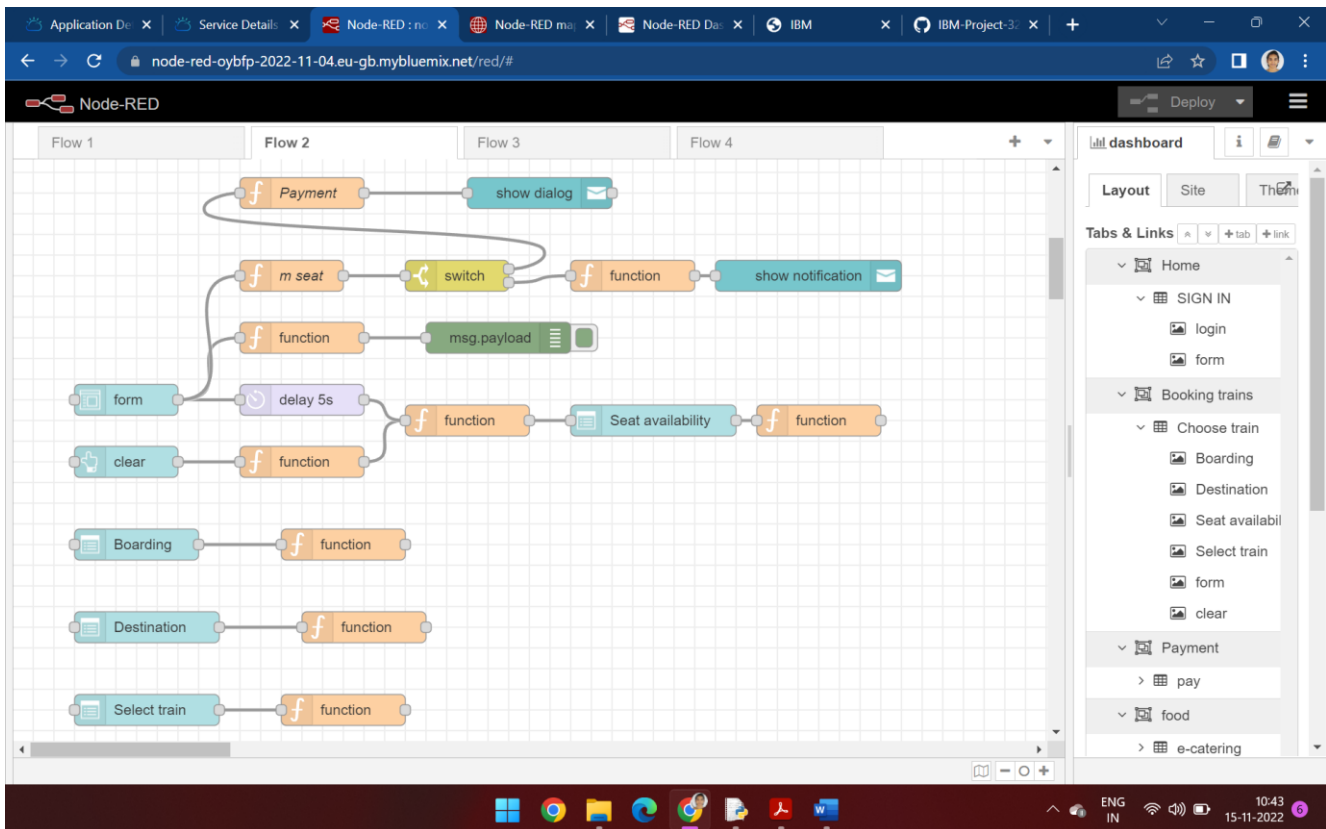 Application De
Service Details
Node-RED : no
Node-RED ma
Node-RED Das
IBM
IBM-Project-32
node-red-oybfp-2022-11-04.eu-gb.mybluemix.net/red/#
Node-RED
Deploy
Flow 1
Flow 2
Flow 3
Flow 4
dashboard
i
Layout
Site
Theme
Tabs & Links
tab
link
Payment
show dialog
m seat
switch
function
show notification
function
msg.payload
form
delay 5s
function
Seat availability
function
clear
function
Boarding
function
Destination
function
Select train
function
Home
SIGN IN
login
form
Booking trains
Choose train
Boarding
Destination
Seat availabil
Select train
form
clear
Payment
pay
food
e-catering
ENG
IN
10:43
15-11-2022
6